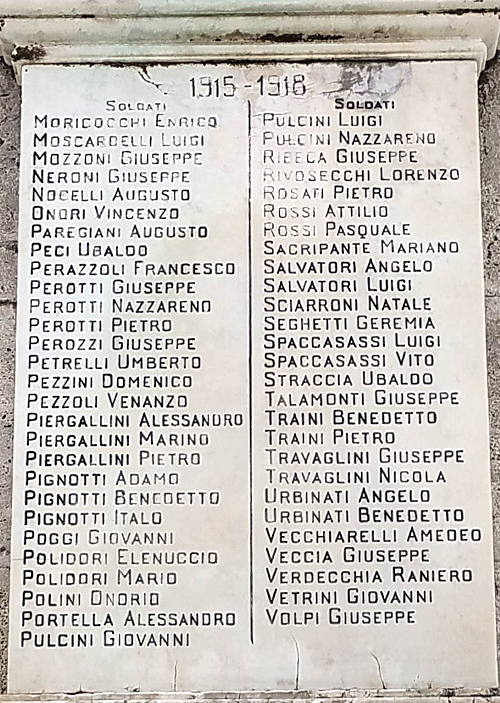 1915-1918
SOLDATI
MORICOCCHI ENRICO
MOSCARDELLI LUIGI
MOZZONI GIUSEPPE
NERONI GIUSEPPE
NOCELLI AUGUSTO
ONORI VINCENZO
PAREGIANI AUGUSTO
PECI UBALDO
PERAZZOLI FRANCESCO
PEROTTI GIUSEPPE
PEROTTI NAZZARENO
PEROTTI PIETRO
PEROZZI GIUSEPPE
PETRELLI UMBERTO
PEZZINI DOMENICO
PEZZOLI VENANZO
PIERGALLINI ALESSANDRO
PIERGALLINI MARINO
PIERGALLINI PIETRO
PIGNOTTI ADAMO
PIGNOTTI BENEDETTO
PIGNOTTI ITALO
POGGI GIOVANNI
POLIDORI ELENUCCIO
POLIDORI MARIO
POLINI ONORIO
PORTELLA ALESSANDRO
PULCINI GIOVANNI
SOLDATI
PULCINI LUIGI
PULCINI NAZZARENO
RIBECA GIUSEPPE
RIVOSECCHI LORENZO
ROSATI PIETRO
ROSSI ATTILIO
ROSSI PASQUALE
SACRIPANTE MARIANO
SALVATORI ANGELO
SALVATORI LUIGI
SCIARRONI NATALE
SEGHETTI GEREMIA
SPACCASASSI LUIGI
SPACCASASSI VITO
STRACCIA UBALDO
TALAMONTI GIUSEPPE
TRAINI BENEDETTO
TRAINI PIETRO
TRAVAGLINI GIUSEPPE
TRAVAGLINI NICOLA
URBINATI ANGELO
URBINATI BENEDETTO
VECCHIARELLI AMEDEO
VECCIA GIUSEPPE
VERDECCHIA RANIERO
VETRINI GIOVANNI
VOLPI GIUSEPPE